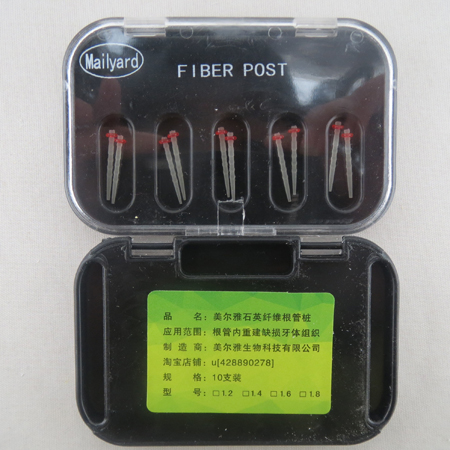 Mailyard
FIBER POST
品 名：美尔雅石英纤维根管桩
应用范围：根管内重建缺损牙体组织
制 造 商：美尔雅生物科技有限公司
淘宝店铺：u[428890278]
规 格：10支装
型 号：□1.2 □1.4 □1.6 □1.8